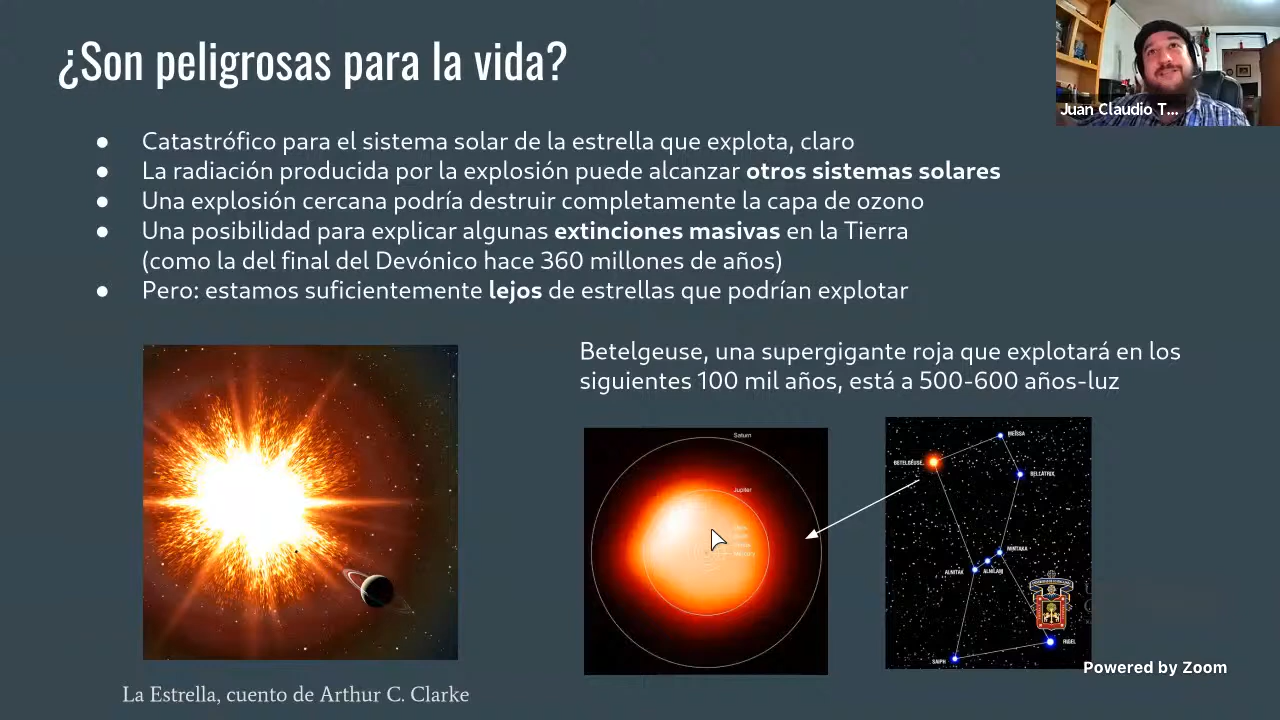 ¿Son peligrosas para la vida?
Juan Claudio T...
● Catastrófico para el sistema solar de la estrella que explota, claro
● La radiación producida por la explosión puede alcanzar otros sistemas solares
● Una explosión cercana podría destruir completamente la capa de ozono
● Una posibilidad para explicar algunas extinciones masivas en la Tierra
(como la del final del Devónico hace 360 millones de años)
● Pero: estamos suficientemente lejos de estrellas que podrían explotar
Betelgeuse, una supergigante roja que explotará en los
siguientes 100 mil años, está a 500-600 años-luz
Saturn
Jupiter
MEISSA
BETELGEUSE
BELLATRIX
MINTAKA
ALNITAK
ALNILAM
RIGEL
SAIPH
Powered by Zoom
La Estrella, cuento de Arthur C. Clarke